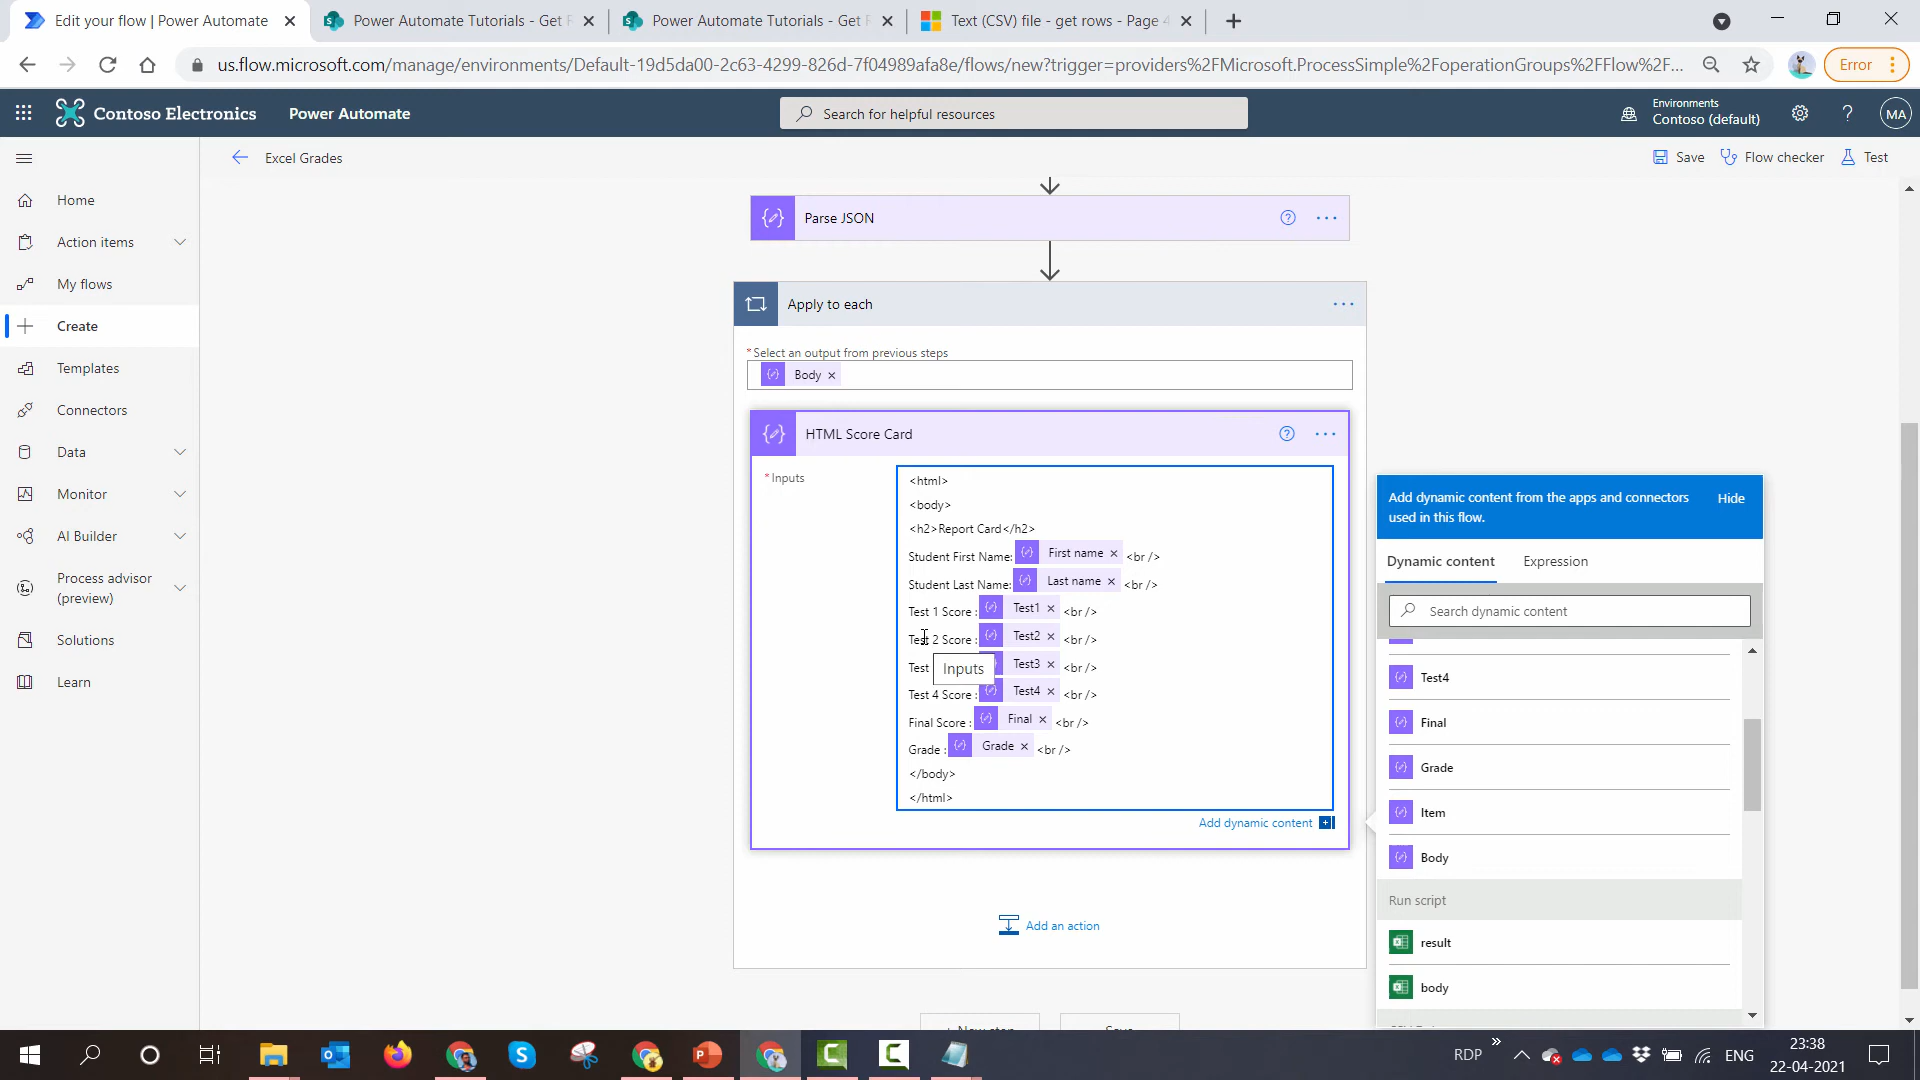 Edit your flow | Power Automate
Power Automate Tutorials - Get R
Power Automate Tutorials - Get R
Text (CSV) file - get rows - Page 4
us.flow.microsoft.com/manage/environments/Default-19d5da00-2c63-4299-826d-7f04989afa8e/flows/new?trigger=providers%2FMicrosoft.ProcessSimple%2FoperationGroups%2FFlow%2F...
Error
Contoso Electronics
Power Automate
Search for helpful resources
Environments
Contoso (default)
MA
Excel Grades
Save
Flow checker
Test
Home
Action items
My flows
Create
Templates
Connectors
Data
Monitor
AI Builder
Process advisor
(preview)
Solutions
Learn
Parse JSON
Apply to each
* Select an output from previous steps
Body
HTML Score Card
* Inputs
<html>
<body>
<h2>Report Card</h2>
Student First Name: First name <br />
Student Last Name: Last name <br />
Test 1 Score : Test1 <br />
Test 2 Score : Test2 <br />
Test Test3 <br />
Inputs
Test 4 Score : Test4 <br />
Final Score : Final <br />
Grade : Grade <br />
</body>
</html>
Add dynamic content
Add an action
Add dynamic content from the apps and connectors
used in this flow.
Hide
Dynamic content
Expression
Search dynamic content
Test4
Final
Grade
Item
Body
Run script
result
body
RDP
ENG
23:38
22-04-2021